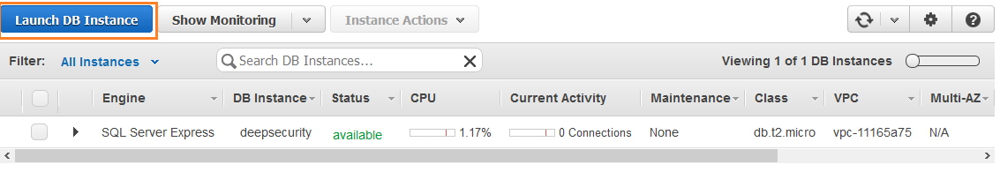 Launch DB Instance Show Monitoring Instance Actions ?
Filter: All Instances Search DB Instances... Viewing 1 of 1 DB Instances
Engine DB Instance Status CPU Current Activity Maintenance Class VPC Multi-AZ
SQL Server Express deepsecurity available 1.17% 0 Connections None db.t2.micro vpc-11165a75 N/A